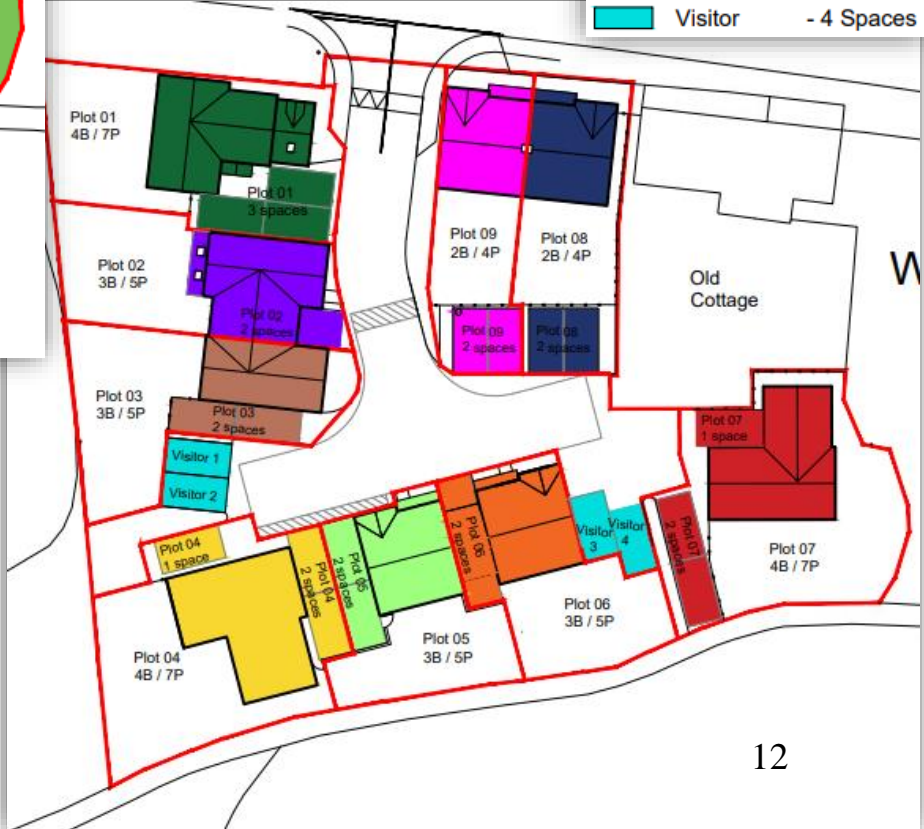 Visitor - 4 Spaces
Plot 01
4B / 7P
Plot 01
3 spaces
Plot 02
3B / 5P
Plot 02
2 spaces
Plot 03
3B / 5P
Plot 03
2 spaces
Visitor 1
Visitor 2
Plot 09
2B / 4P
Plot 08
2B / 4P
Plot 09
2 spaces
Plot 08
2 spaces
Old
Cottage
W
Plot 07
1 space
Plot 07
2 spaces
Plot 07
4B / 7P
Plot 04
1 space
Plot 04
2 spaces
Plot 04
4B / 7P
Plot 05
2 spaces
Plot 05
3B / 5P
Plot 06
2 spaces
Plot 06
3B / 5P
Visitor
3
Visitor
4
12